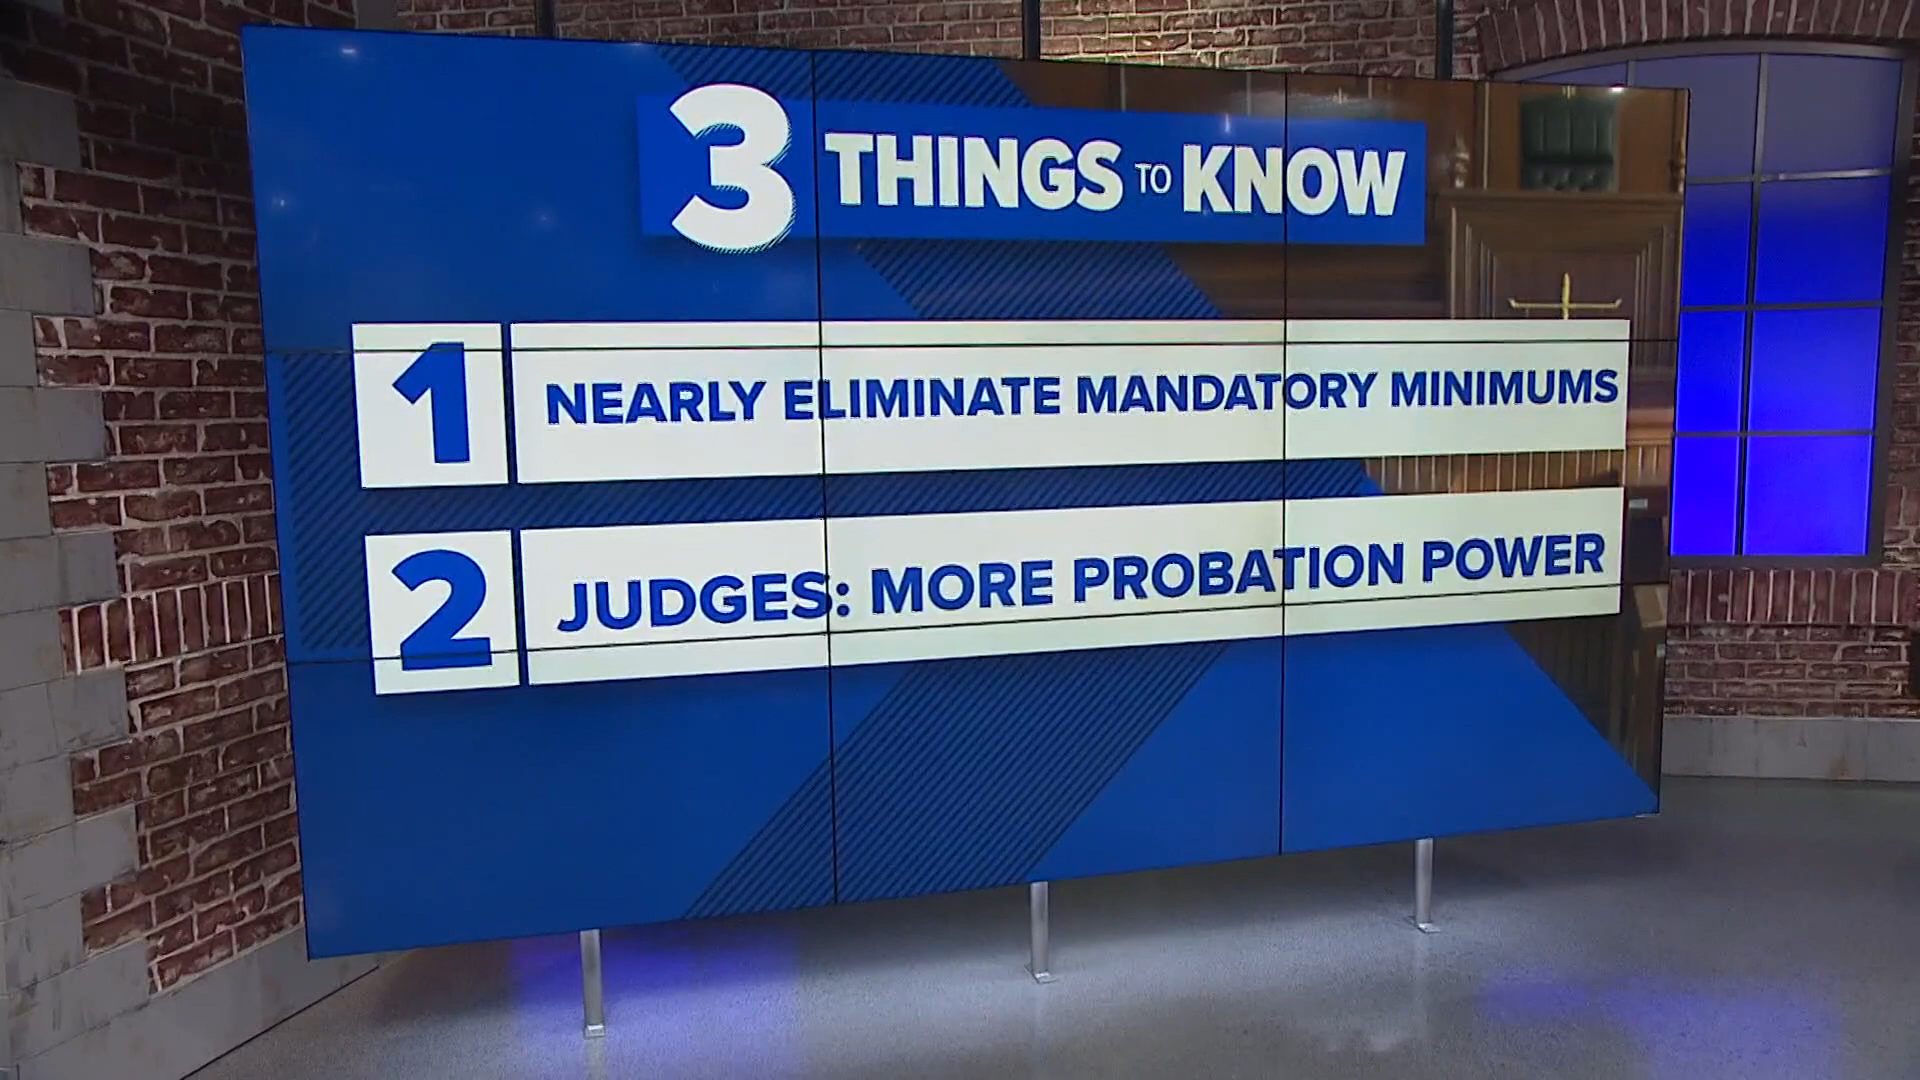 3 THINGS TO KNOW
1 NEARLY ELIMINATE MANDATORY MINIMUMS
2 JUDGES: MORE PROBATION POWER